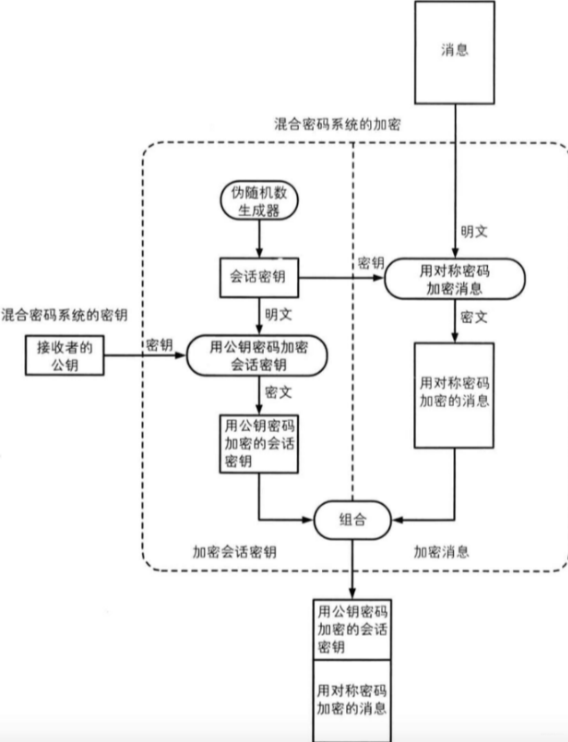 消息
混合密码系统的加密
伪随机数
生成器
明文
会话密钥
密钥
用对称密码
加密消息
混合密码系统的密钥
明文
密文
接收者的
公钥
密钥
用公钥密码加密
会话密钥
密文
用对称密码
加密的消息
用公钥密码
加密的会话
密钥
组合
加密会话密钥
加密消息
用公钥密码
加密的会话
密钥
用对称密码
加密的消息